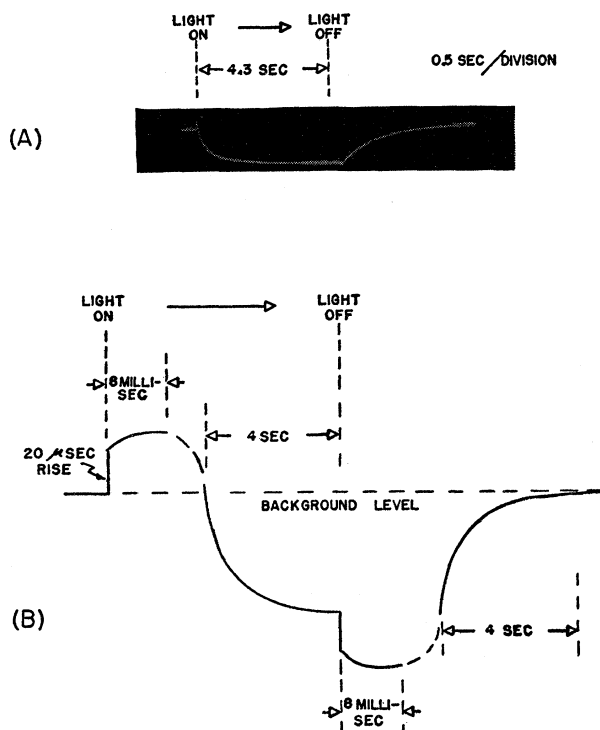 LIGHT ON
LIGHT OFF
4.3 SEC
0.5 SEC/DIVISION
(A)
LIGHT ON
LIGHT OFF
8 MILLI-
SEC
4 SEC
20 μSEC
RISE
BACKGROUND LEVEL
(B)
4 SEC
8 MILLI-
SEC